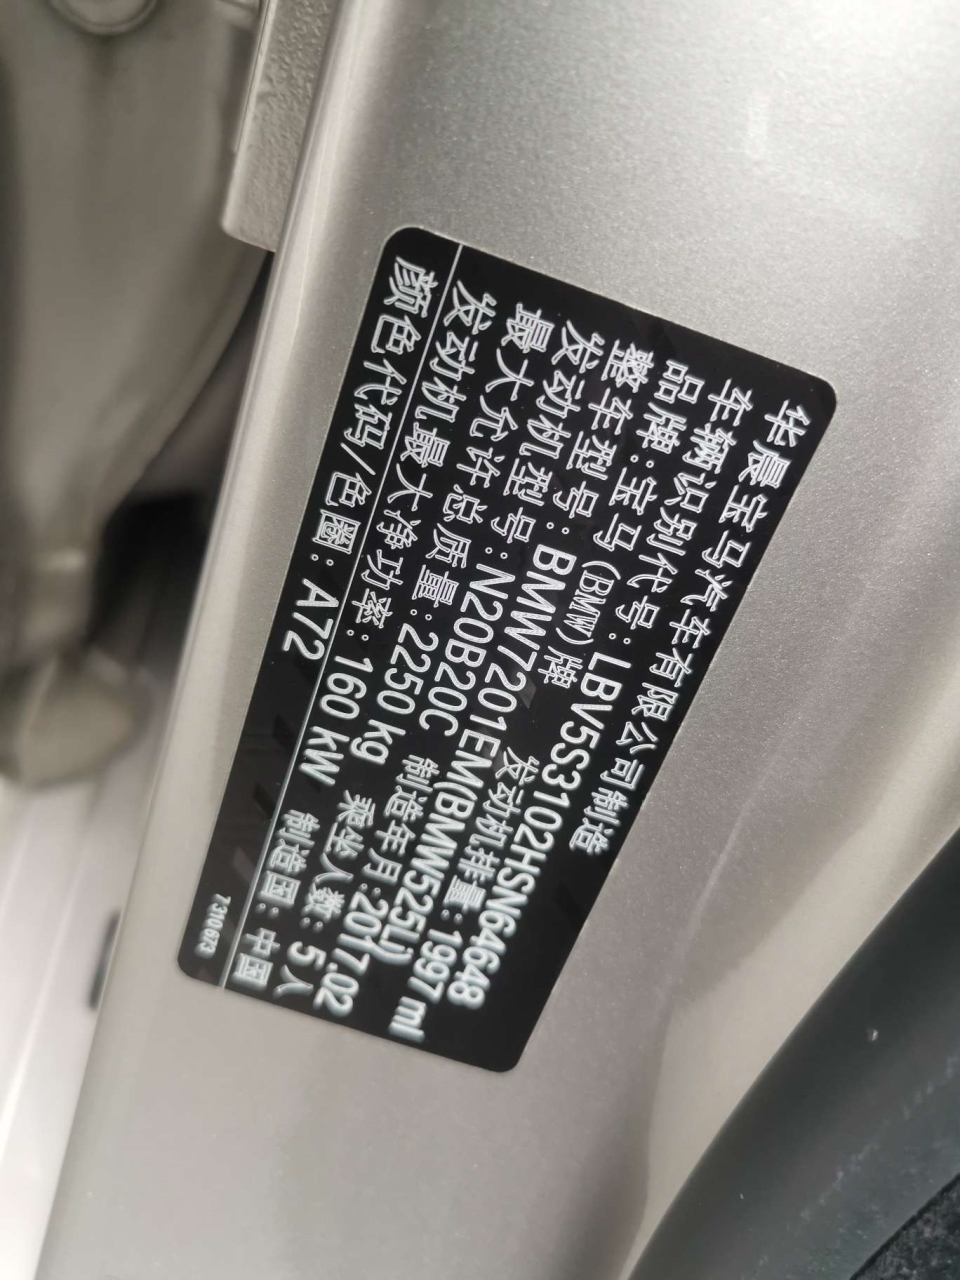 华晨宝马汽车有限公司制造
车辆识别代号:LBV5S3102HSN64648
品牌:宝马(BMW)牌 发动机排量:1997 ml
整车型号:BMW7201EM(BMW525Li)
发动机型号:N20B20C 制造年月:2017.02
最大允许总质量:2250 kg 乘坐人数:5人
发动机最大净功率:160 kW 制造国:中国
颜色代码/色圈:A72
7310673